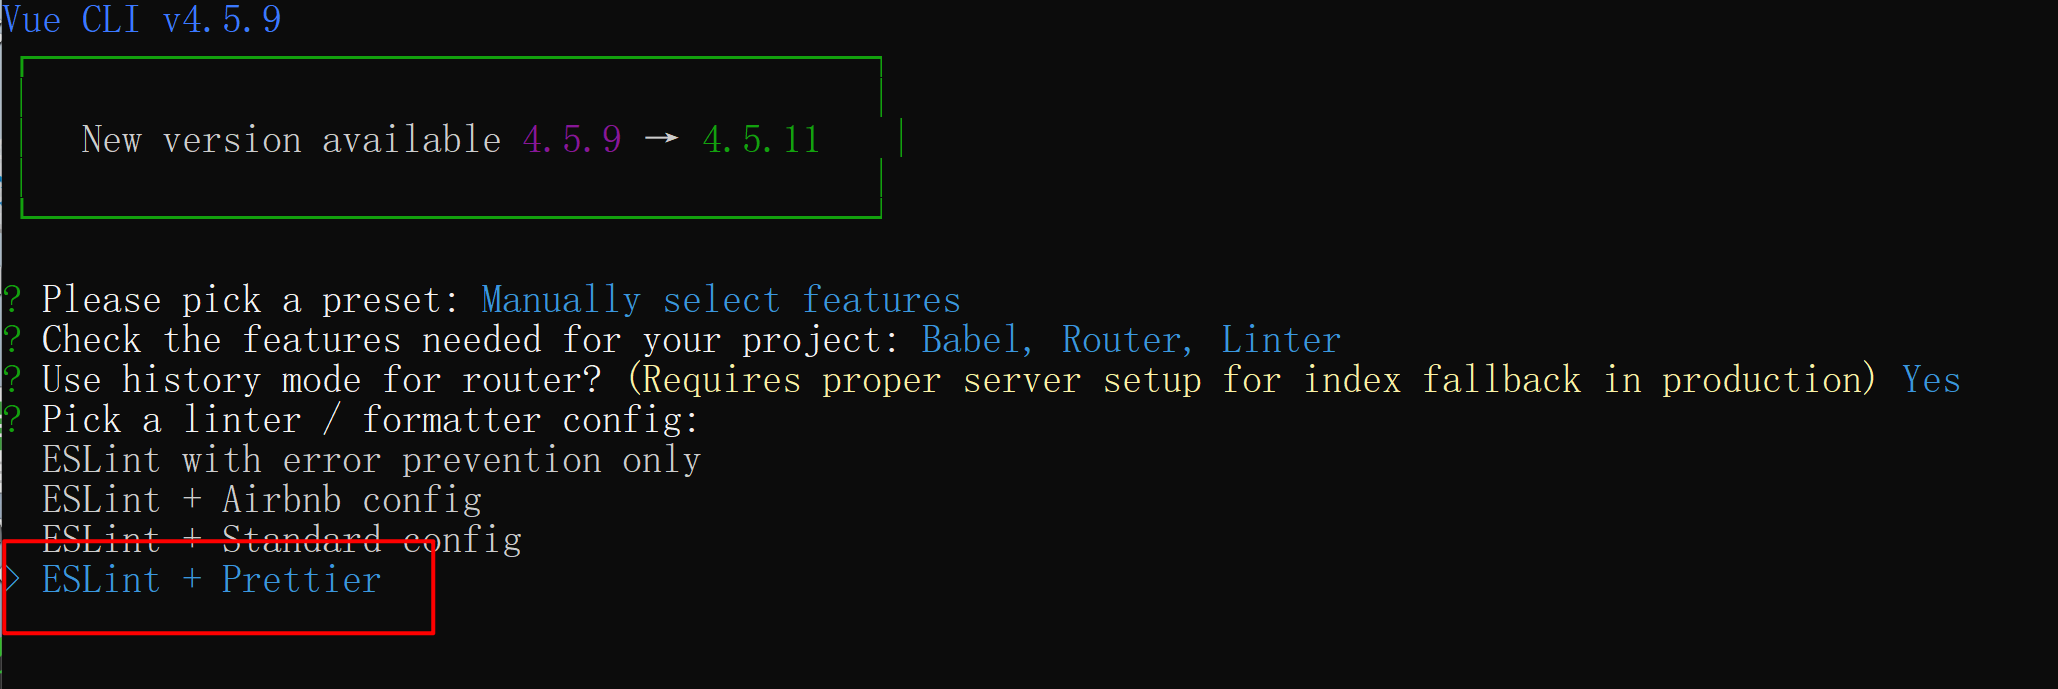 Vue CLI v4.5.9
New version available 4.5.9 → 4.5.11
? Please pick a preset: Manually select features
? Check the features needed for your project: Babel, Router, Linter
? Use history mode for router? (Requires proper server setup for index fallback in production) Yes
? Pick a linter / formatter config:
ESLint with error prevention only
ESLint + Airbnb config
ESLint + Standard config
> ESLint + Prettier